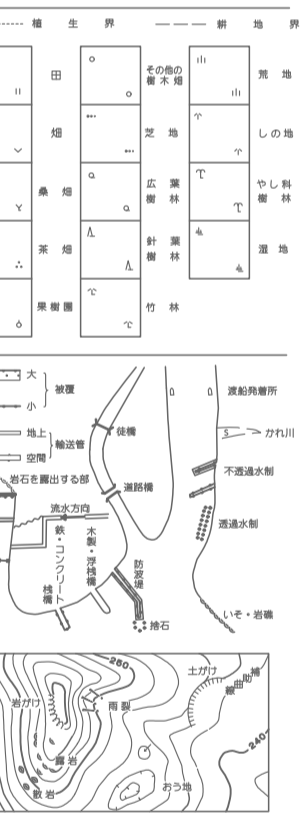 植生界
耕地界
田
その他の
樹木畑
荒地
畑
芝地
しの地
桑畑
広葉
樹林
やし科
樹林
茶畑
針葉
樹林
湿地
果樹園
竹林
大
被覆
小
地上
輸送管
空間
岩石を露出する部
流水方向
鉄・コンクリート
桟橋
木製・浮桟橋
徒橋
道路橋
防波堤
捨石
渡船発着所
S
かれ川
不透過水制
透過水制
いそ・岩礁
250
土がけ
補助曲線
岩がけ
雨裂
240
露岩
散岩
おう地